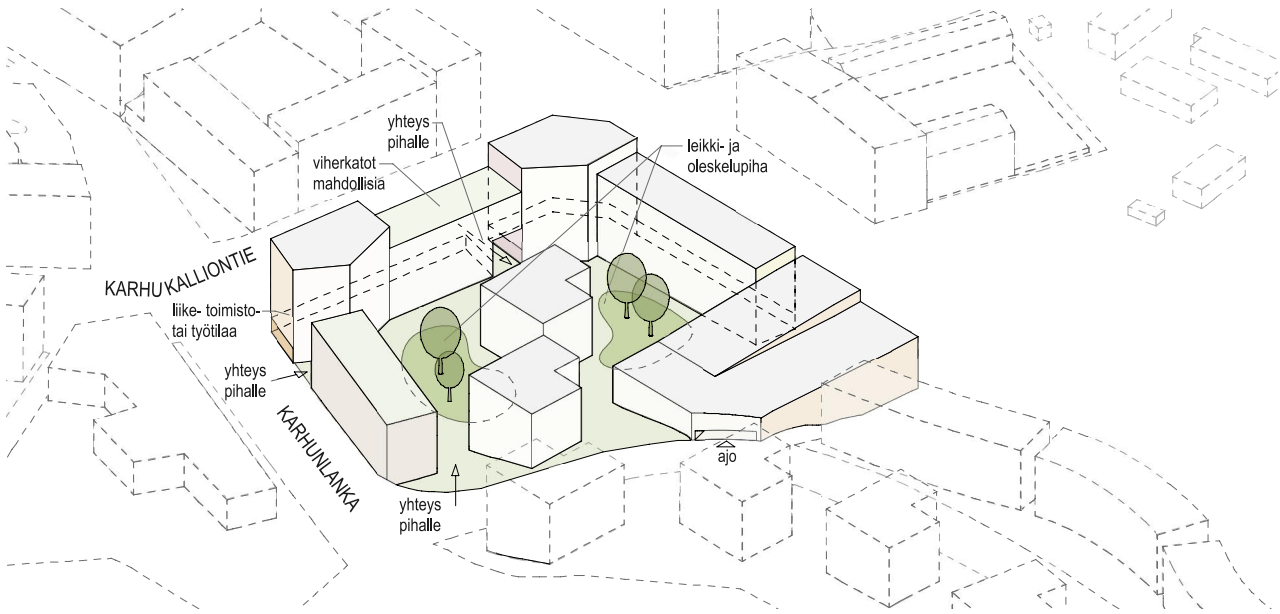 yhteys
pihalle
leikki- ja
oleskelupiha
viherkatot
mahdollisia
KARHUKALLIONTIE
liike- toimisto-
tai työtilaa
yhteys
pihalle
KARHUNLANKA
ajo
yhteys
pihalle